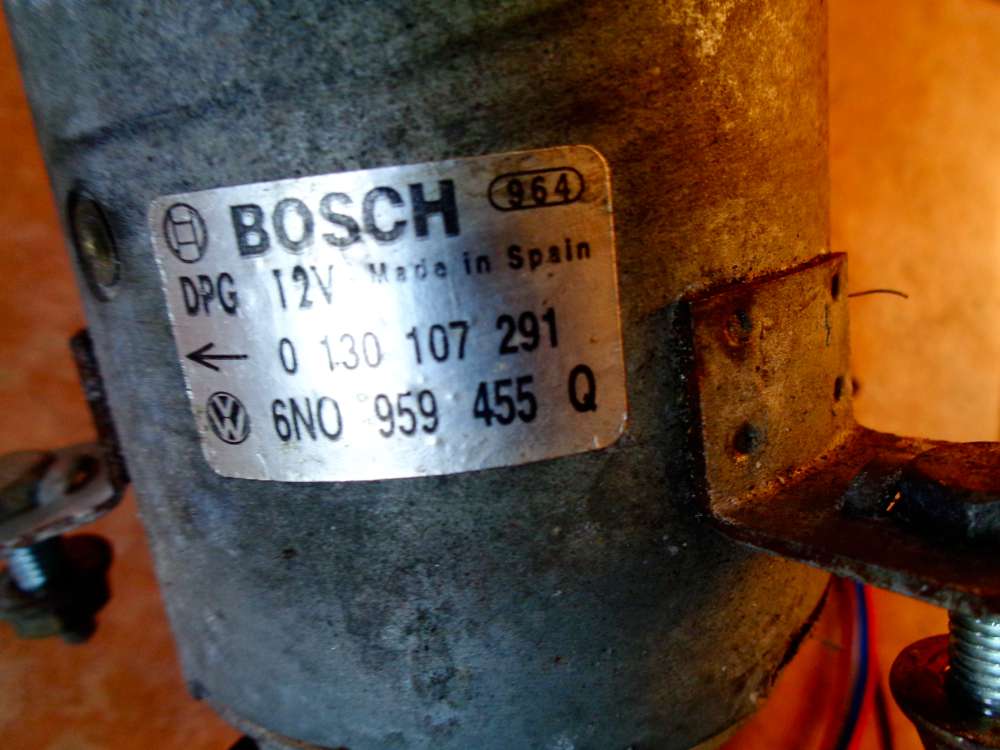 BOSCH 964
DPG 12V Made in Spain
← 0 130 107 291
6N0 959 455 Q